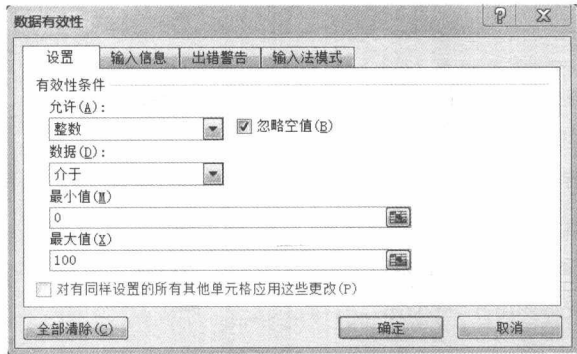 数据有效性
设置 输入信息 出错警告 输入法模式
有效性条件
允许(A):
整数 忽略空值(B)
数据(D):
介于
最小值(M)
0
最大值(X)
100
对有同样设置的所有其他单元格应用这些更改(P)
全部清除(C) 确定 取消